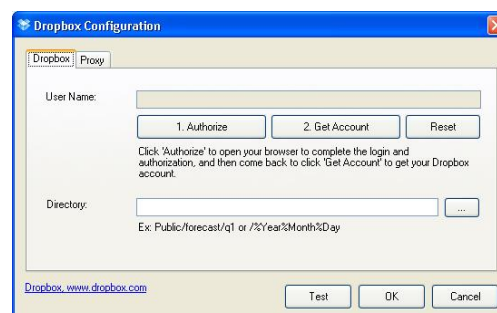 Dropbox Configuration
Dropbox Proxy
User Name:
1. Authorize 2. Get Account Reset
Click 'Authorize' to open your browser to complete the login and
authorization, and then come back to click 'Get Account' to get your Dropbox
account.
Directory:
...
Ex: Public/forecast/q1 or /%Year%Month%Day
Dropbox, www.dropbox.com
Test OK Cancel